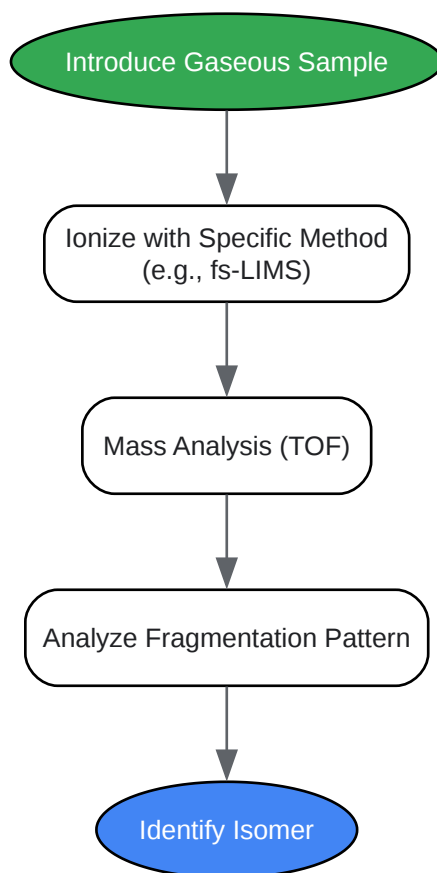 Introduce Gaseous Sample
Ionize with Specific Method
(e.g., fs-LIMS)
Mass Analysis (TOF)
Analyze Fragmentation Pattern
Identify Isomer